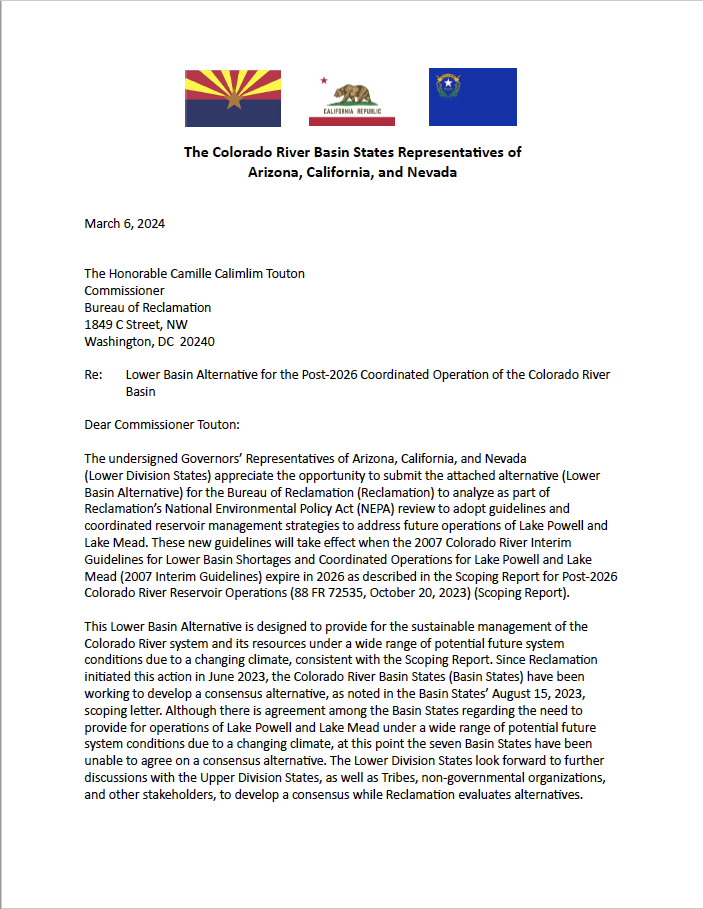 CALIFORNIA REPUBLIC
The Colorado River Basin States Representatives of
Arizona, California, and Nevada
March 6, 2024
The Honorable Camille Calimlim Touton
Commissioner
Bureau of Reclamation
1849 C Street, NW
Washington, DC  20240
Re: Lower Basin Alternative for the Post-2026 Coordinated Operation of the Colorado River
Basin
Dear Commissioner Touton:
The undersigned Governors’ Representatives of Arizona, California, and Nevada
(Lower Division States) appreciate the opportunity to submit the attached alternative (Lower
Basin Alternative) for the Bureau of Reclamation (Reclamation) to analyze as part of
Reclamation’s National Environmental Policy Act (NEPA) review to adopt guidelines and
coordinated reservoir management strategies to address future operations of Lake Powell and
Lake Mead. These new guidelines will take effect when the 2007 Colorado River Interim
Guidelines for Lower Basin Shortages and Coordinated Operations for Lake Powell and Lake
Mead (2007 Interim Guidelines) expire in 2026 as described in the Scoping Report for Post-2026
Colorado River Reservoir Operations (88 FR 72535, October 20, 2023) (Scoping Report).
This Lower Basin Alternative is designed to provide for the sustainable management of the
Colorado River system and its resources under a wide range of potential future system
conditions due to a changing climate, consistent with the Scoping Report. Since Reclamation
initiated this action in June 2023, the Colorado River Basin States (Basin States) have been
working to develop a consensus alternative, as noted in the Basin States’ August 15, 2023,
scoping letter. Although there is agreement among the Basin States regarding the need to
provide for operations of Lake Powell and Lake Mead under a wide range of potential future
system conditions due to a changing climate, at this point the seven Basin States have been
unable to agree on a consensus alternative. The Lower Division States look forward to further
discussions with the Upper Division States, as well as Tribes, non-governmental organizations,
and other stakeholders, to develop a consensus while Reclamation evaluates alternatives.